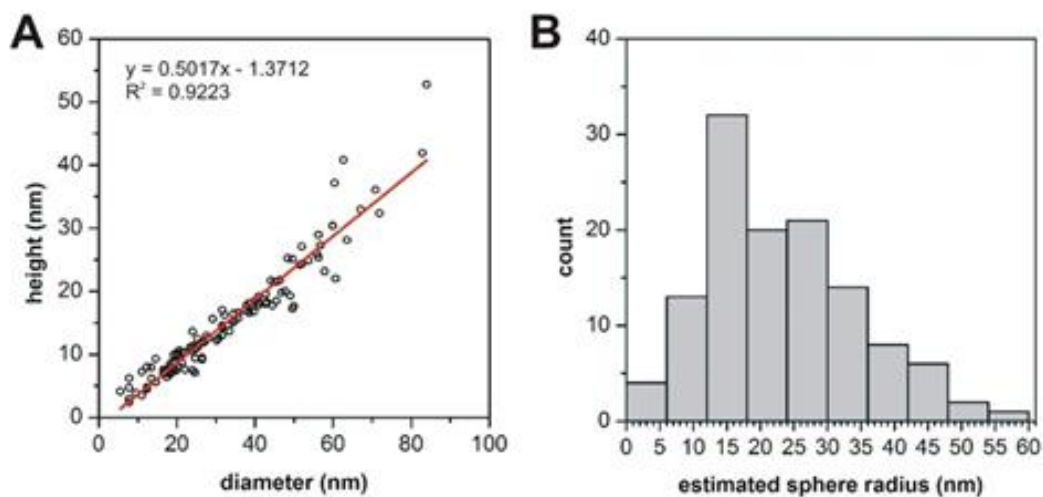 A
B
y = 0.5017x - 1.3712
R² = 0.9223
60
50
40
30
20
10
0
height (nm)
0 20 40 60 80 100
diameter (nm)
40
30
20
10
0
count
0 5 10 15 20 25 30 35 40 45 50 55 60
estimated sphere radius (nm)